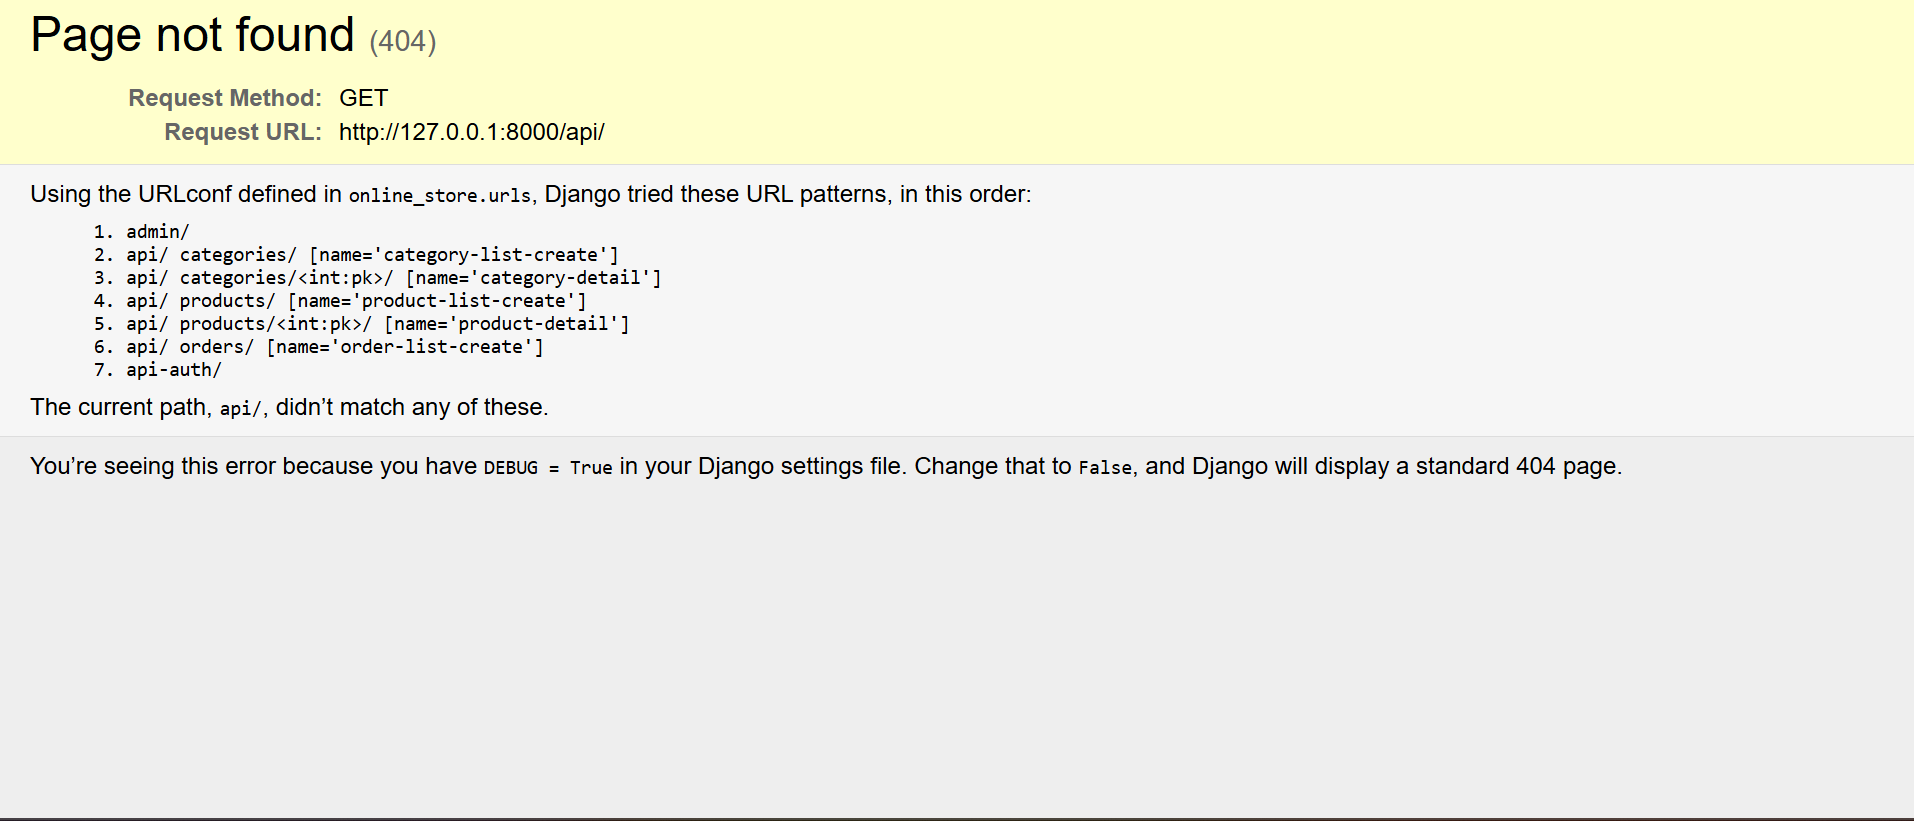 Page not found (404)
Request Method: GET
Request URL: http://127.0.0.1:8000/api/
Using the URLconf defined in online_store.urls, Django tried these URL patterns, in this order:
1. admin/
2. api/ categories/ [name='category-list-create']
3. api/ categories/<int:pk>/ [name='category-detail']
4. api/ products/ [name='product-list-create']
5. api/ products/<int:pk>/ [name='product-detail']
6. api/ orders/ [name='order-list-create']
7. api-auth/
The current path, api/, didn’t match any of these.
You’re seeing this error because you have DEBUG = True in your Django settings file. Change that to False, and Django will display a standard 404 page.